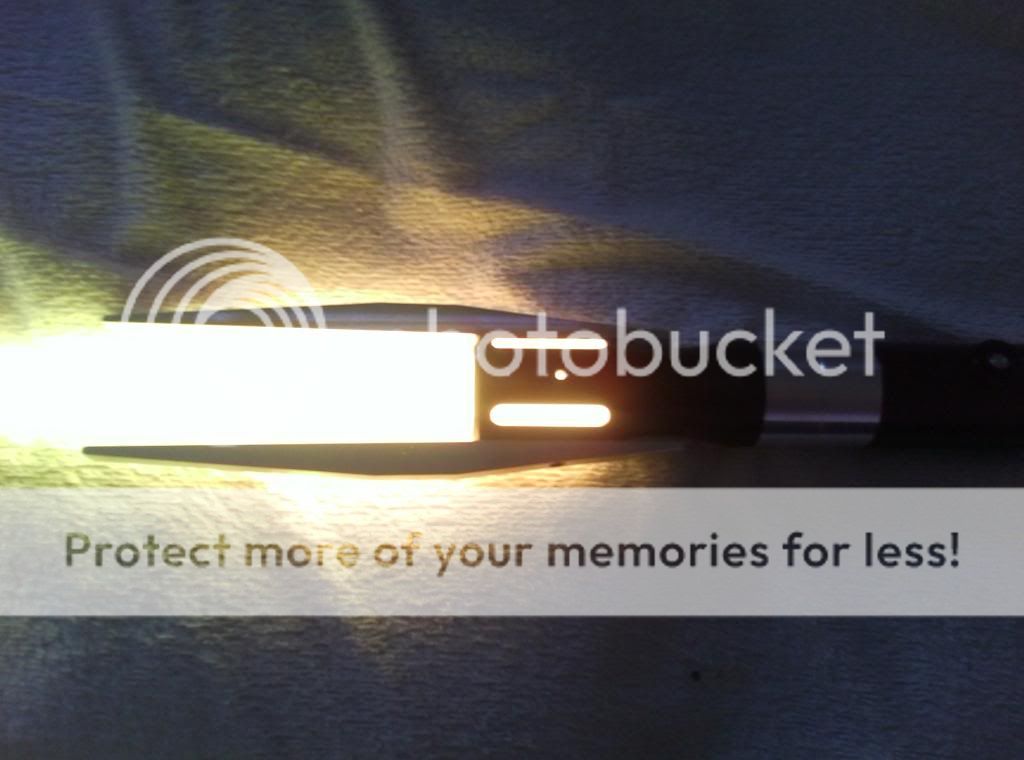 photobucket
Protect more of your memories for less!